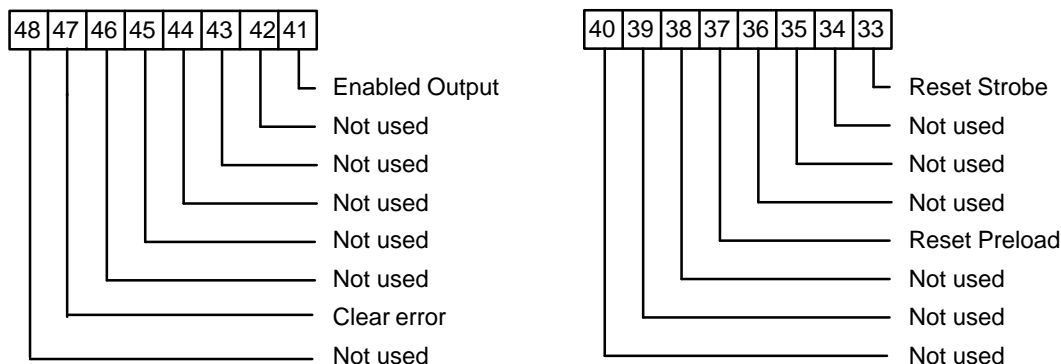 48 47 46 45 44 43 42 41
Enabled Output
Not used
Not used
Not used
Not used
Not used
Clear error
Not used
40 39 38 37 36 35 34 33
Reset Strobe
Not used
Not used
Not used
Reset Preload
Not used
Not used
Not used